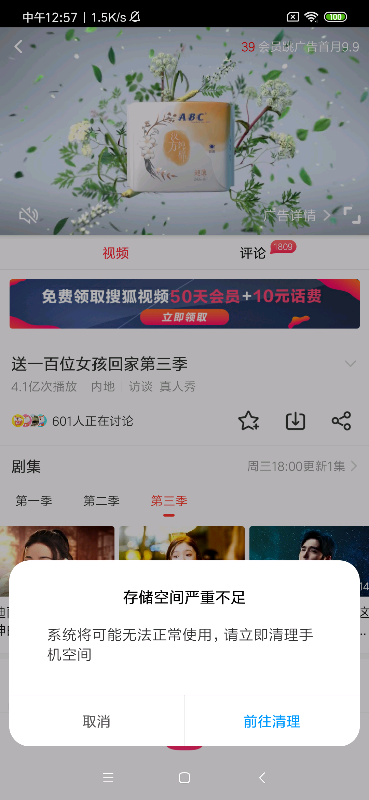 中午12:57 | 1.5K/s
100
39 会员跳广告首月9.9
ABC
广告详情
视频
评论
1809
免费领取搜狐视频50天会员+10元话费
立即领取
送一百位女孩回家第三季
4.1亿次播放 内地 访谈 真人秀
601人正在讨论
剧集
周三18:00更新1集
第一季 第二季 第三季
存储空间严重不足
系统将可能无法正常使用，请立即清理手
机空间
取消
前往清理